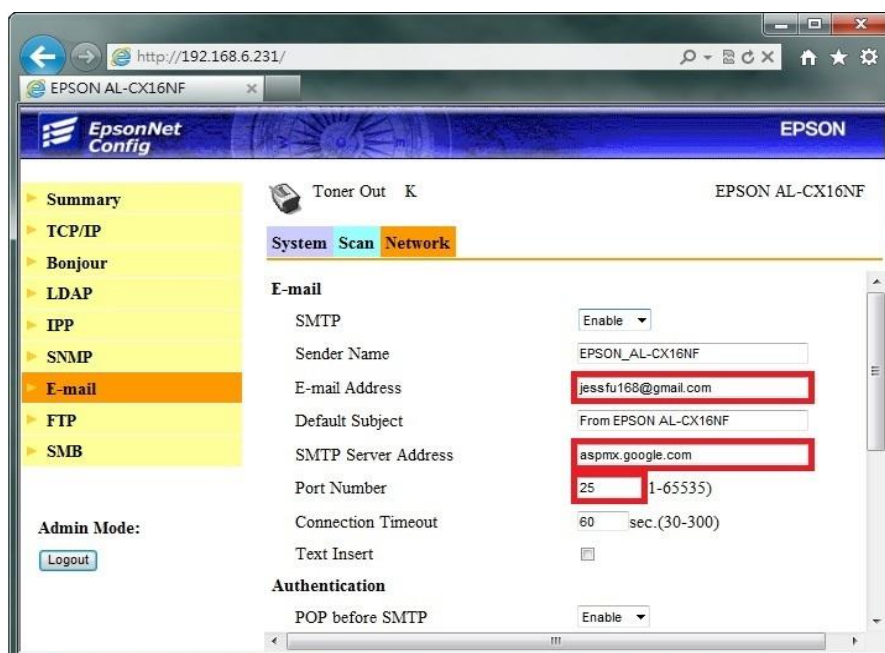 http://192.168.6.231/
EPSON AL-CX16NF
EpsonNet
Config
EPSON
Toner Out K
EPSON AL-CX16NF
System Scan Network
Summary
TCP/IP
Bonjour
LDAP
IPP
SNMP
E-mail
FTP
SMB
Admin Mode:
Logout
E-mail
SMTP Enable
Sender Name EPSON_AL-CX16NF
E-mail Address jessfu168@gmail.com
Default Subject From EPSON AL-CX16NF
SMTP Server Address aspmx.google.com
Port Number 25 1-65535)
Connection Timeout 60 sec.(30-300)
Text Insert
Authentication
POP before SMTP Enable